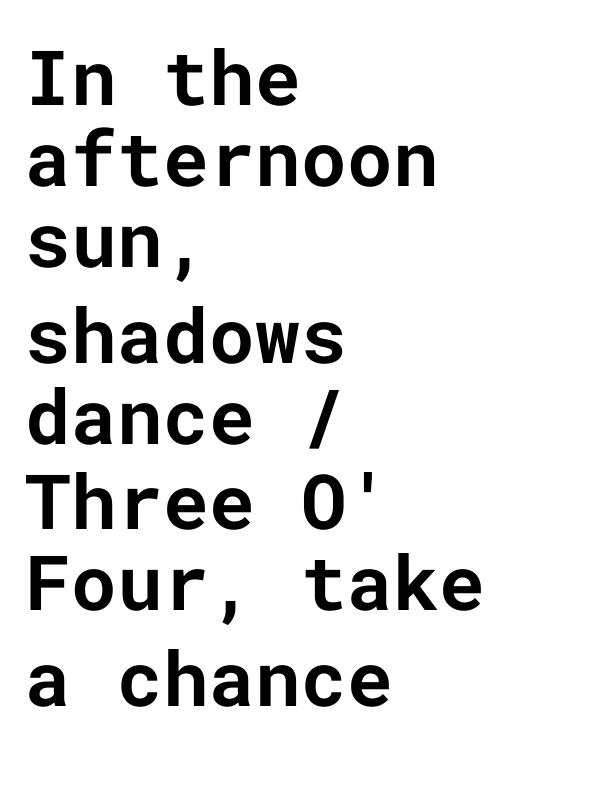 In the
afternoon
sun,
shadows
dance /
Three O'
Four, take
a chance